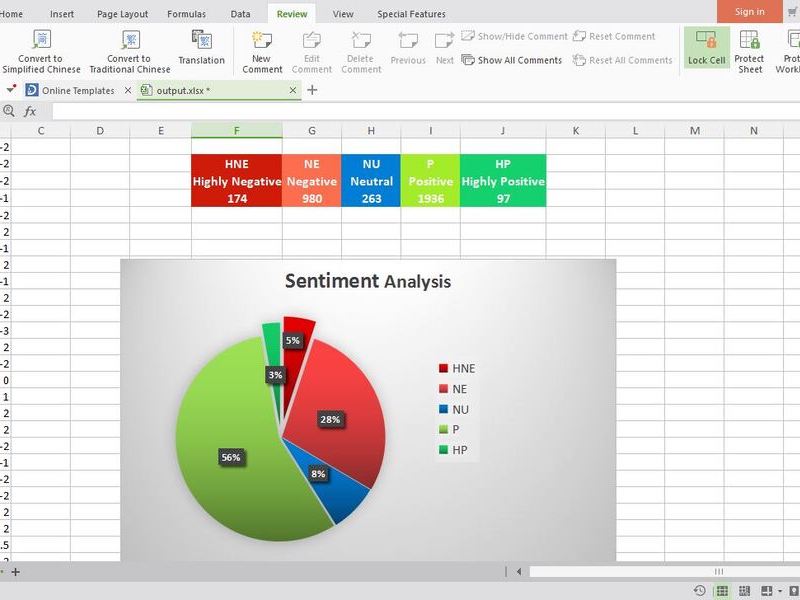 Home Insert Page Layout Formulas Data Review View Special Features Sign in
Convert to Simplified Chinese
Convert to Traditional Chinese
Translation
New Comment
Edit Comment
Delete Comment
Previous
Next
Show/Hide Comment
Show All Comments
Reset Comment
Reset All Comments
Lock Cell
Protect Sheet
Online Templates × output.xlsx * × +
fx
C D E F G H I J K L M N
HNE NE NU P HP
Highly Negative Negative Neutral Positive Highly Positive
174 980 263 1936 97
-2
-2
-2
-1
-2
2
-1
2
-1
2
-2
-3
2
-2
0
1
2
2
-2
-1
-2
-2
2
2
.5
Sentiment Analysis
5%
3%
28%
56%
8%
HNE
NE
NU
P
HP